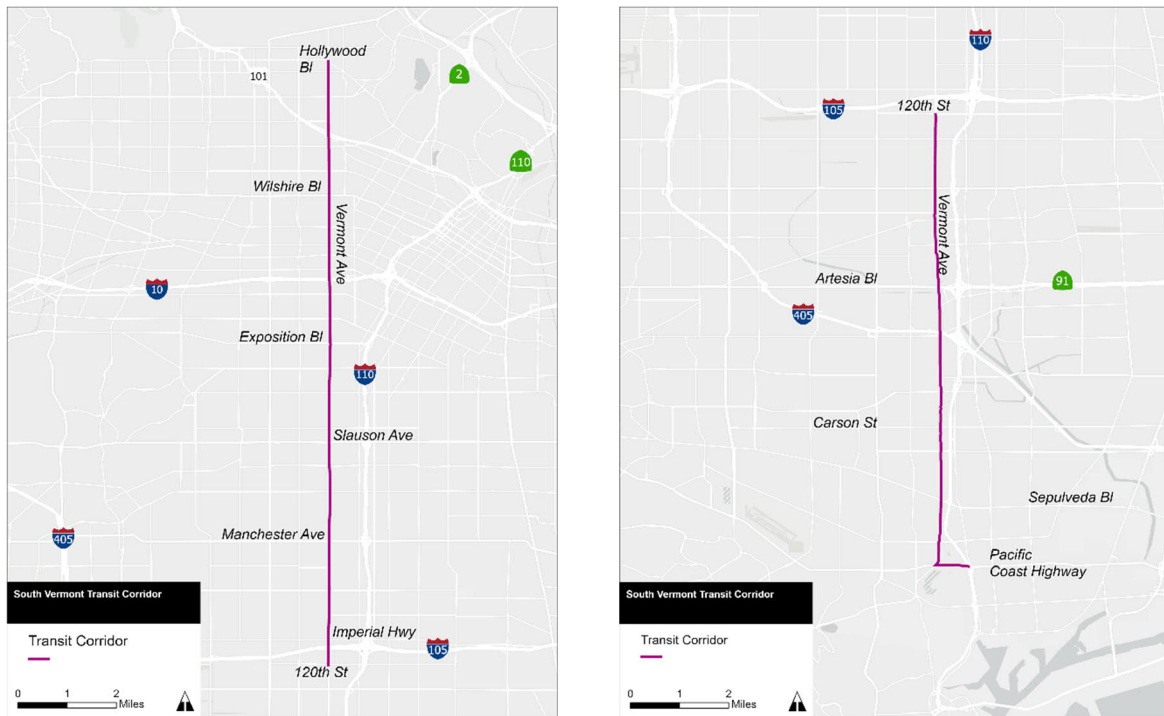 Hollywood
Bl
101
2
110
Wilshire Bl
Vermont Ave
10
Exposition Bl
110
Slauson Ave
Manchester Ave
405
South Vermont Transit Corridor
Transit Corridor
Imperial Hwy
105
120th St
0 1 2
Miles
110
105
120th St
Vermont Ave
Artesia Bl
91
405
Carson St
Sepulveda Bl
Pacific
Coast Highway
South Vermont Transit Corridor
Transit Corridor
0 1 2
Miles